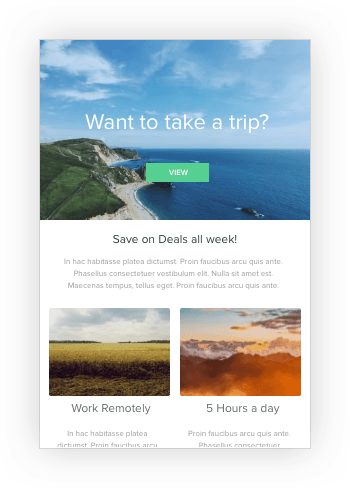 Want to take a trip?
VIEW
Save on Deals all week!
In hac habitasse platea dictumst. Proin faucibus arcu quis ante.
Phasellus consectetuer vestibulum elit. Nulla sit amet est.
Maecenas tempus, tellus eget. Proin faucibus arcu quis ante.
Work Remotely
5 Hours a day
In hac habitasse platea
dictumst. Proin faucibus arcu
Proin faucibus arcu quis ante.
Phasellus consectetuer